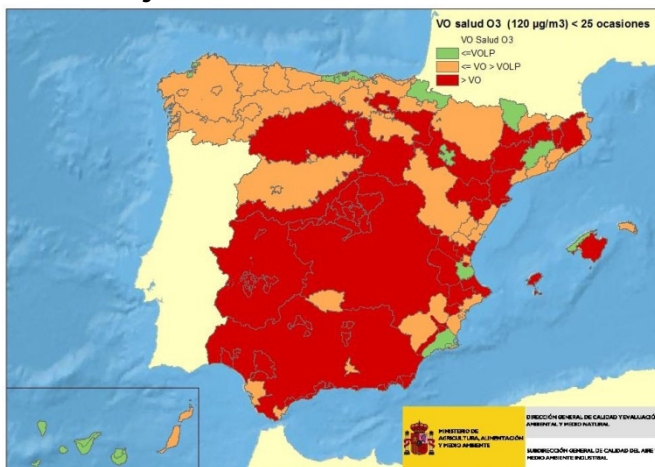 VO salud O3 (120 µg/m3) < 25 ocasiones
VO Salud O3
<=VOLP
<= VO > VOLP
> VO
MINISTERIO DE
AGRICULTURA, ALIMENTACIÓN
Y MEDIO AMBIENTE
DIRECCIÓN GENERAL DE CALIDAD Y EVALUACIÓ
AMBIENTAL Y MEDIO NATURAL
SUBDIRECCIÓN GENERAL DE CALIDAD DEL AIRE
MEDIO AMBIENTE INDUSTRIAL